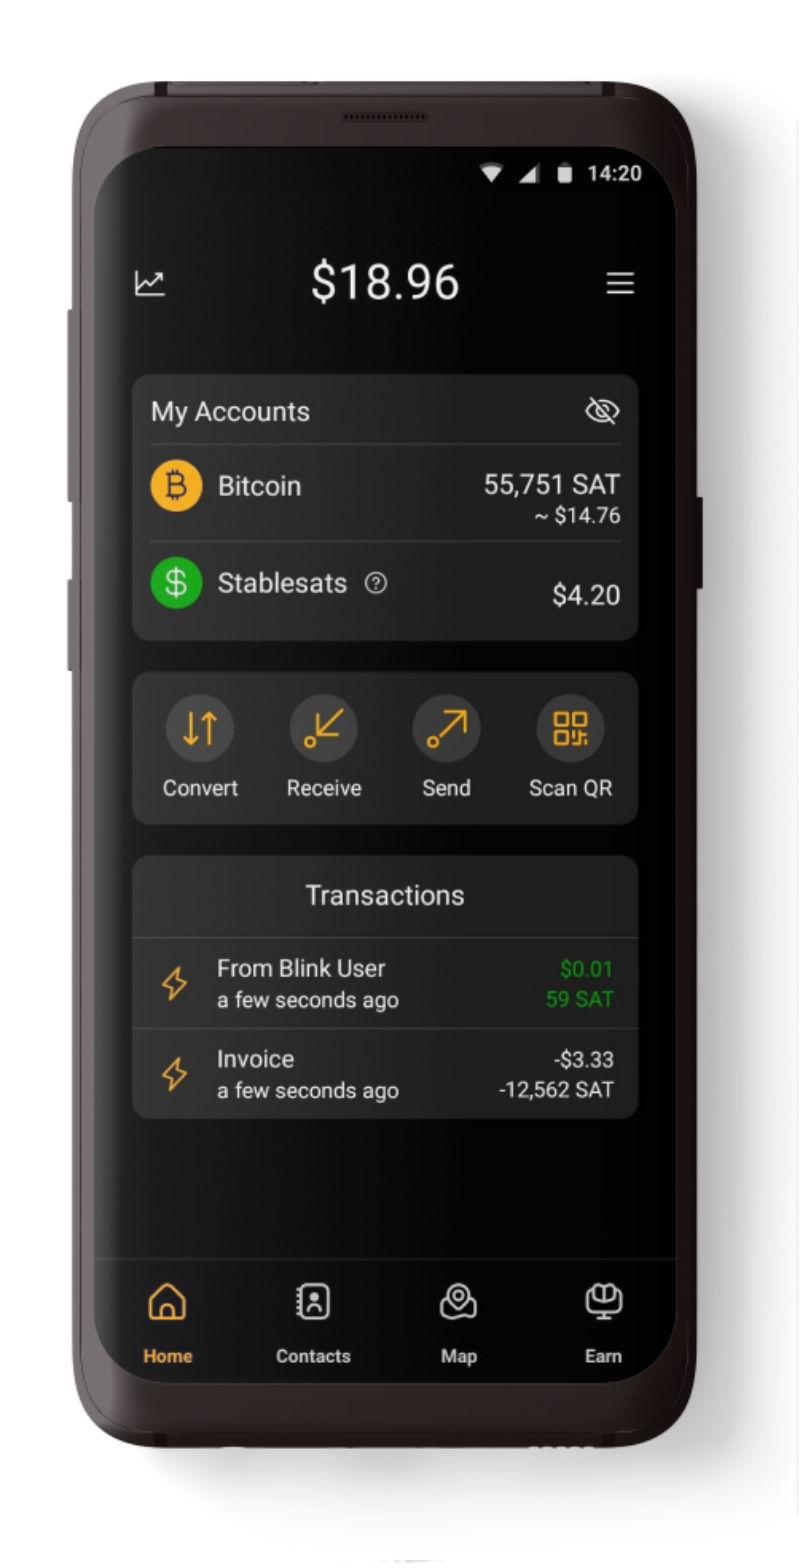 14:20
$18.96
My Accounts
Bitcoin
55,751 SAT
~ $14.76
Stablesats
$4.20
Convert
Receive
Send
Scan QR
Transactions
From Blink User
$0.01
a few seconds ago
59 SAT
Invoice
-$3.33
a few seconds ago
-12,562 SAT
Home
Contacts
Map
Earn